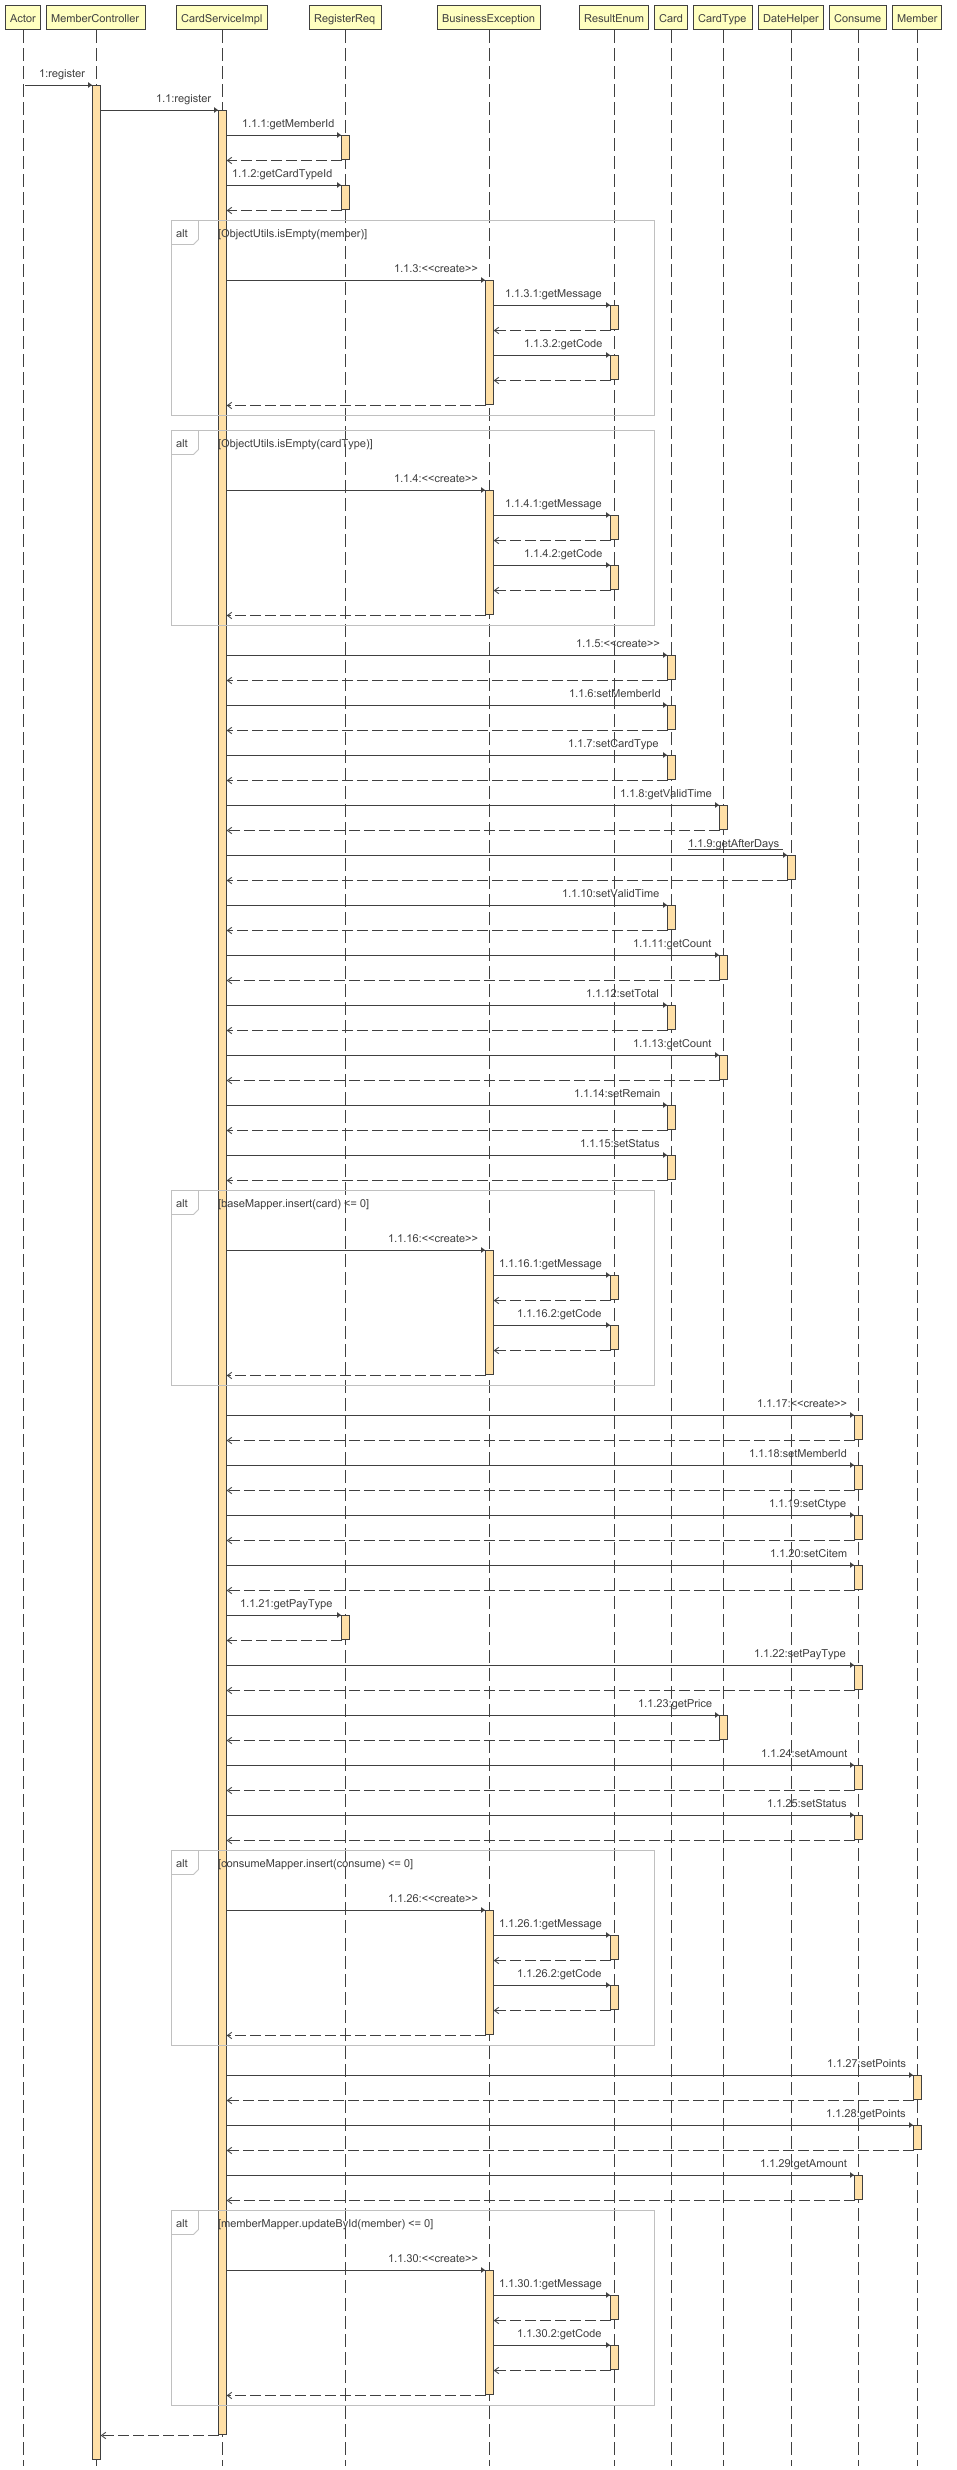 Actor MemberController CardServiceImpl RegisterReq BusinessException ResultEnum Card CardType DateHelper Consume Member
1:register
1.1:register
1.1.1:getMemberId
1.1.2:getCardTypeId
alt [ObjectUtils.isEmpty(member)]
1.1.3:<<create>>
1.1.3.1:getMessage
1.1.3.2:getCode
alt [ObjectUtils.isEmpty(cardType)]
1.1.4:<<create>>
1.1.4.1:getMessage
1.1.4.2:getCode
1.1.5:<<create>>
1.1.6:setMemberId
1.1.7:setCardType
1.1.8:getValidTime
1.1.9:getAfterDays
1.1.10:setValidTime
1.1.11:getCount
1.1.12:setTotal
1.1.13:getCount
1.1.14:setRemain
1.1.15:setStatus
alt [baseMapper.insert(card) <= 0]
1.1.16:<<create>>
1.1.16.1:getMessage
1.1.16.2:getCode
1.1.17:<<create>>
1.1.18:setMemberId
1.1.19:setCtype
1.1.20:setCitem
1.1.21:getPayType
1.1.22:setPayType
1.1.23:getPrice
1.1.24:setAmount
1.1.25:setStatus
alt [consumeMapper.insert(consume) <= 0]
1.1.26:<<create>>
1.1.26.1:getMessage
1.1.26.2:getCode
1.1.27:setPoints
1.1.28:getPoints
1.1.29:getAmount
alt [memberMapper.updateById(member) <= 0]
1.1.30:<<create>>
1.1.30.1:getMessage
1.1.30.2:getCode